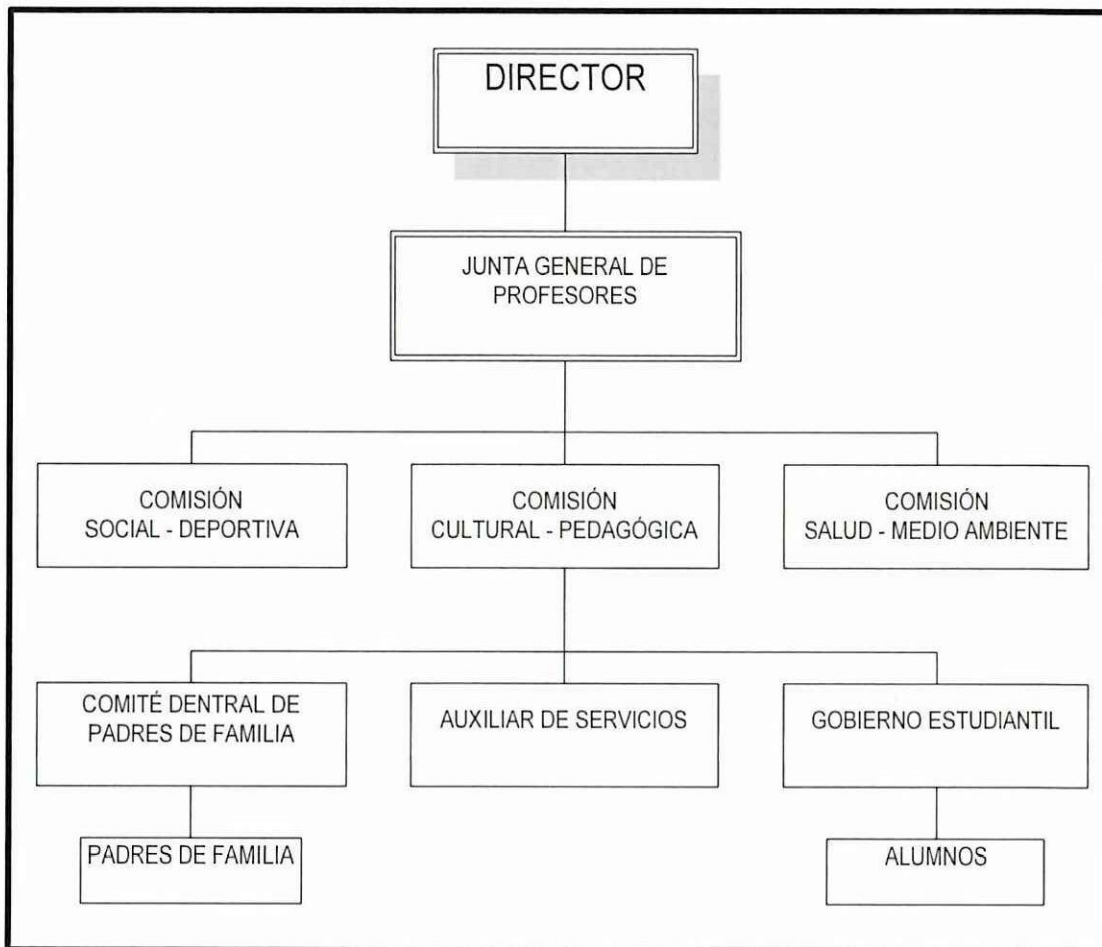 DIRECTOR
JUNTA GENERAL DE
PROFESORES
COMISIÓN
SOCIAL - DEPORTIVA
COMISIÓN
CULTURAL - PEDAGÓGICA
COMISIÓN
SALUD - MEDIO AMBIENTE
COMITÉ DENTRAL DE
PADRES DE FAMILIA
AUXILIAR DE SERVICIOS
GOBIERNO ESTUDIANTIL
PADRES DE FAMILIA
ALUMNOS